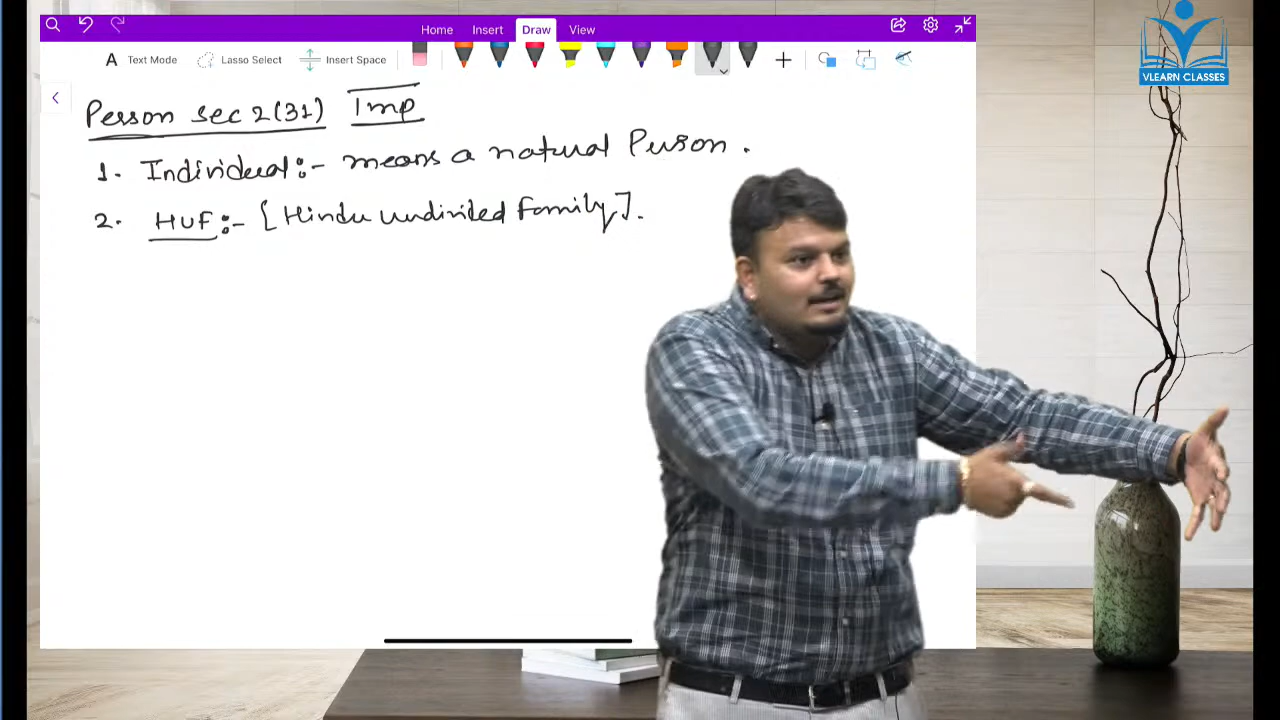 Home Insert Draw View
Text Mode Lasso Select Insert Space
VLEARN CLASSES
Person sec 2(31) Imp
1. Individual:- means a natural Person.
2. HUF:- [Hindu undivided Family].